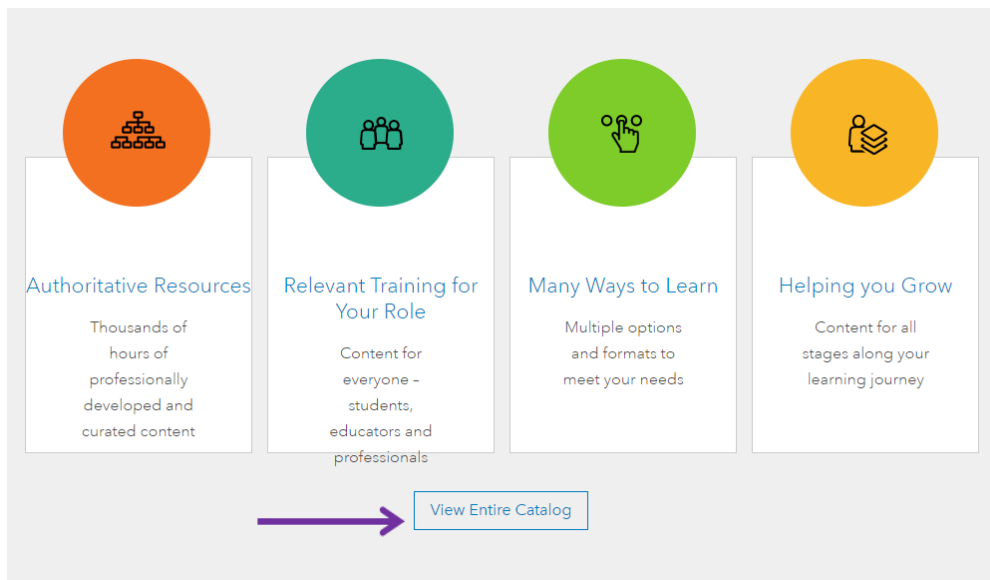 Authoritative Resources
Thousands of
hours of
professionally
developed and
curated content
Relevant Training for
Your Role
Content for
everyone –
students,
educators and
professionals
Many Ways to Learn
Multiple options
and formats to
meet your needs
Helping you Grow
Content for all
stages along your
learning journey
View Entire Catalog